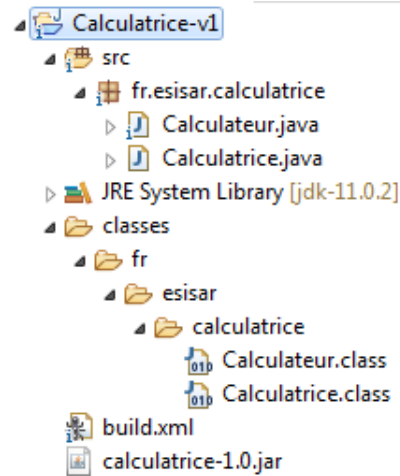 Calculatrice-v1
src
fr.esisar.calculatrice
Calculateur.java
Calculatrice.java
JRE System Library [jdk-11.0.2]
classes
fr
esisar
calculatrice
Calculateur.class
Calculatrice.class
build.xml
calculatrice-1.0.jar